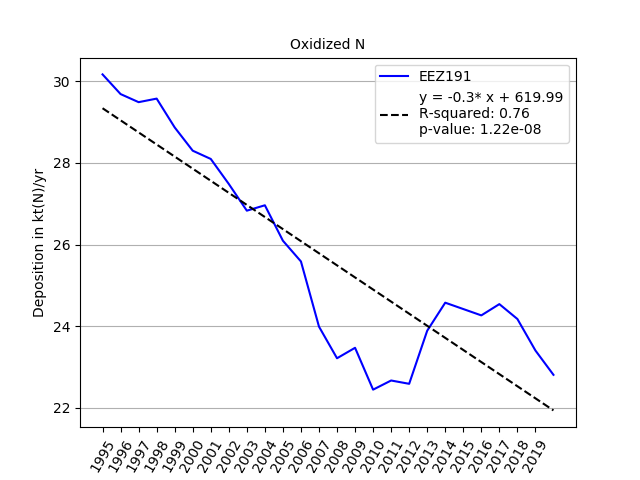 Oxidized N
EEZ191
y = -0.3* x + 619.99
R-squared: 0.76
p-value: 1.22e-08
Deposition in kt(N)/yr
30
28
26
24
22
1995 1996 1997 1998 1999 2000 2001 2002 2003 2004 2005 2006 2007 2008 2009 2010 2011 2012 2013 2014 2015 2016 2017 2018 2019